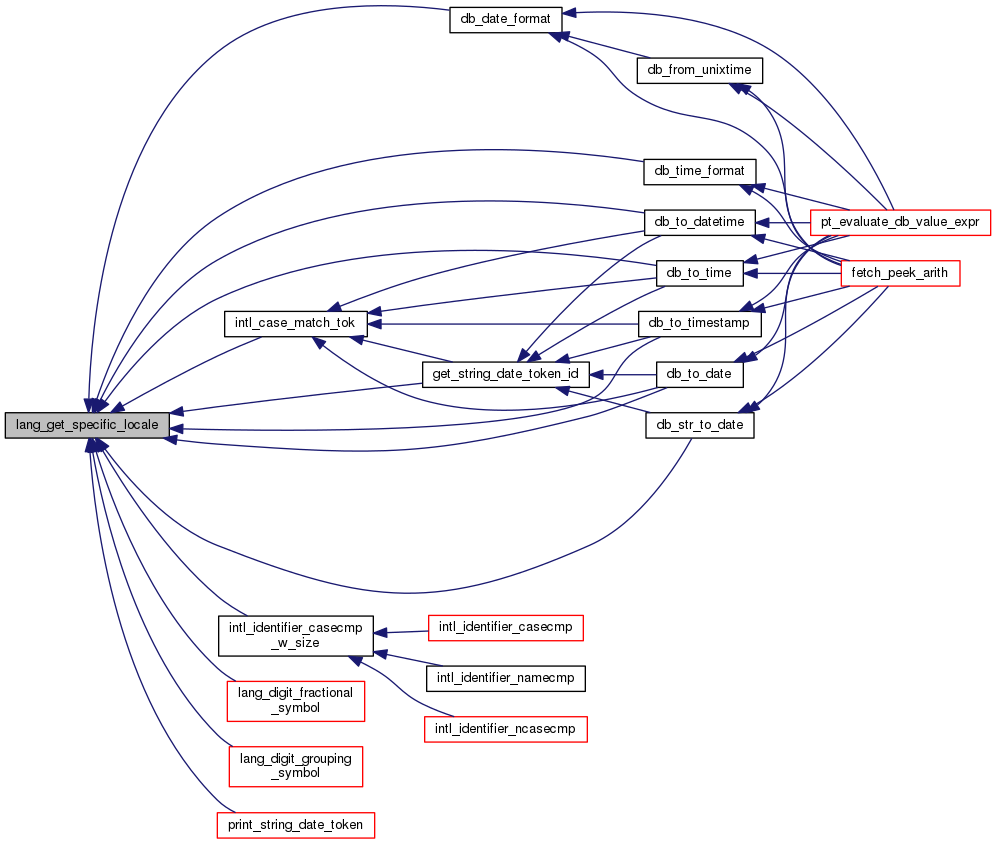 db_date_format
db_from_unixtime
db_time_format
db_to_datetime
pt_evaluate_db_value_expr
db_to_time
fetch_peek_arith
intl_case_match_tok
db_to_timestamp
get_string_date_token_id
db_to_date
lang_get_specific_locale
db_str_to_date
intl_identifier_casecmp
_w_size
intl_identifier_casecmp
intl_identifier_namecmp
lang_digit_fractional
_symbol
intl_identifier_ncasecmp
lang_digit_grouping
_symbol
print_string_date_token